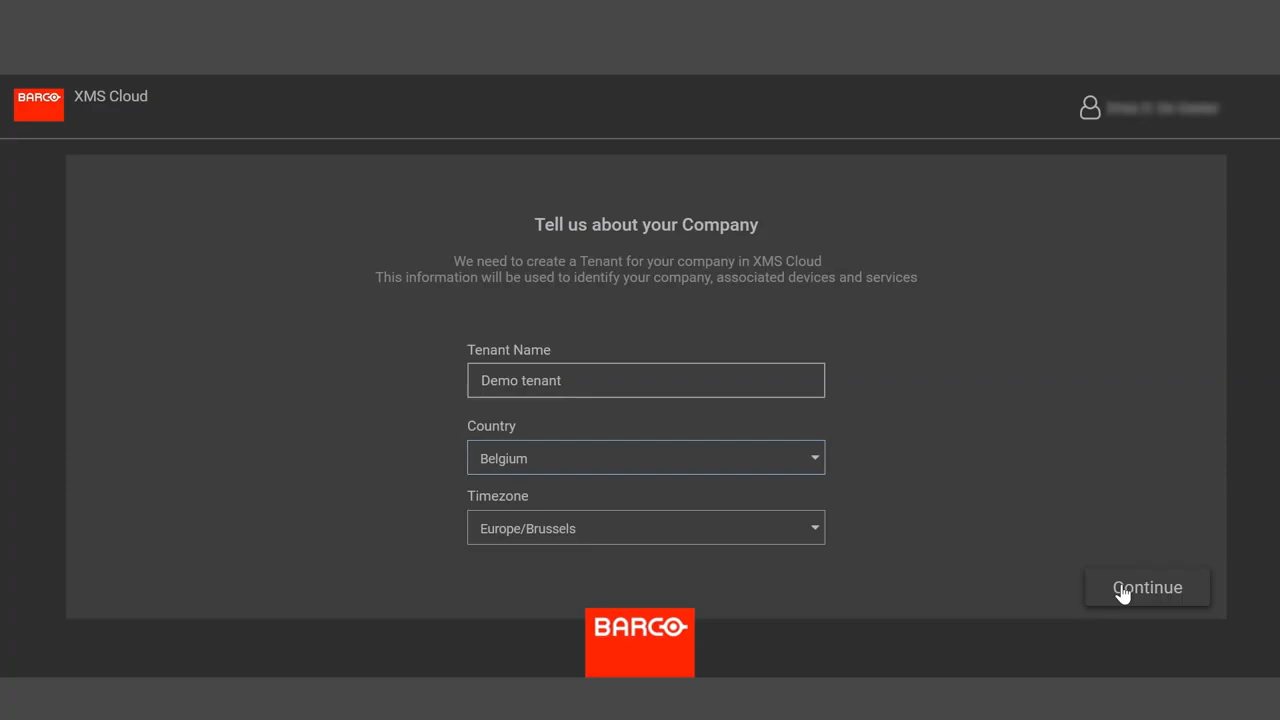 BARCO
XMS Cloud
Tell us about your Company
We need to create a Tenant for your company in XMS Cloud
This information will be used to identify your company, associated devices and services
Tenant Name
Demo tenant
Country
Belgium
Timezone
Europe/Brussels
Continue
BARCO